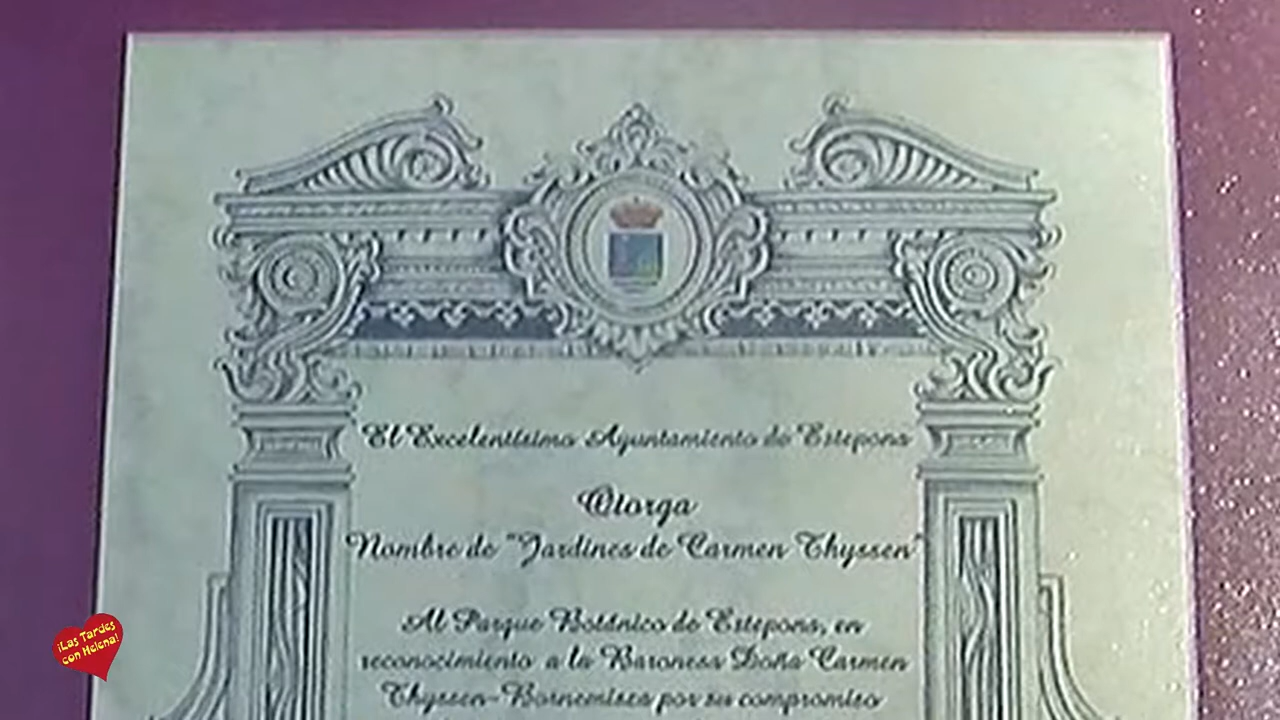 El Excelentísimo Ayuntamiento de Estepona
Otorga
Nombre de "Jardines de Carmen Thyssen"
Al Parque Botánico de Estepona, en
reconocimiento a la Baronesa Doña Carmen
Thyssen-Bornemisza por su compromiso
¡Las Tardes
con Helena!